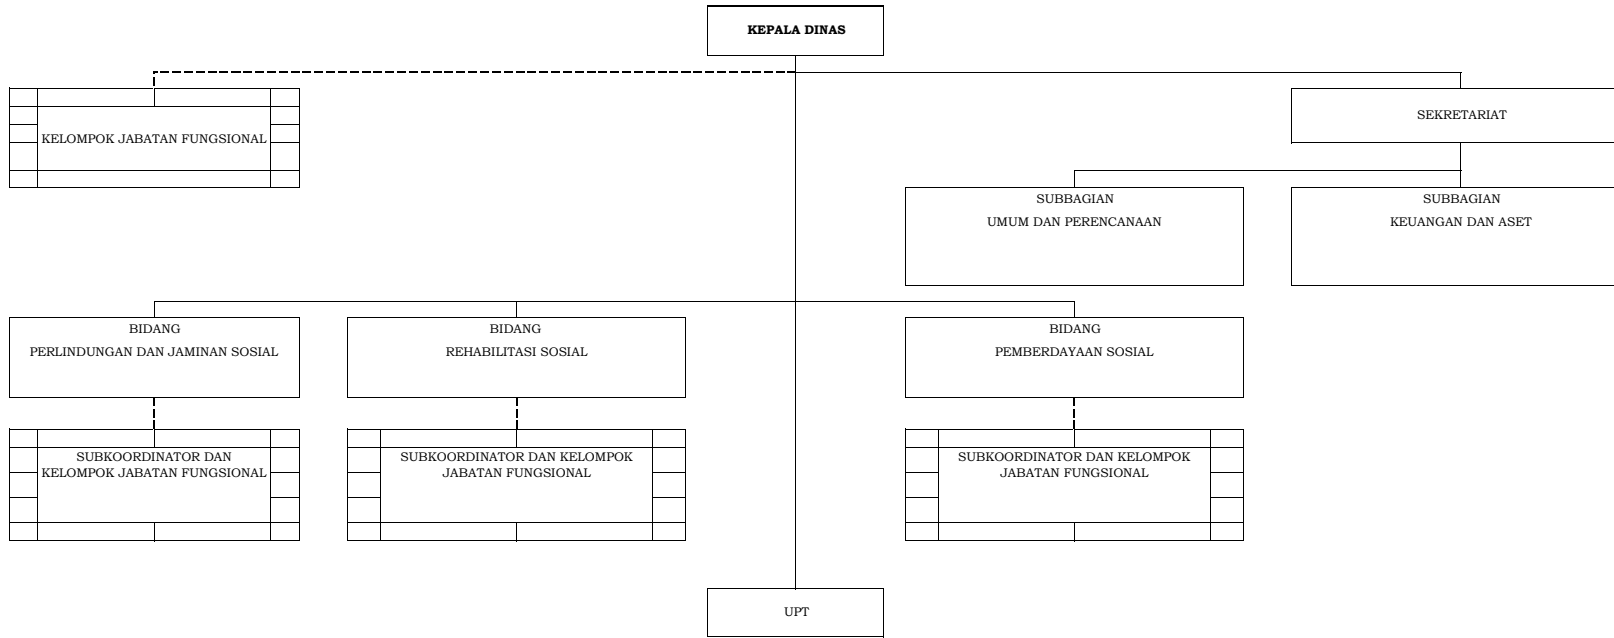 KEPALA DINAS
KELOMPOK JABATAN FUNGSIONAL
SEKRETARIAT
SUBBAGIAN
UMUM DAN PERENCANAAN
SUBBAGIAN
KEUANGAN DAN ASET
BIDANG
PERLINDUNGAN DAN JAMINAN SOSIAL
BIDANG
REHABILITASI SOSIAL
BIDANG
PEMBERDAYAAN SOSIAL
SUBKOORDINATOR DAN
KELOMPOK JABATAN FUNGSIONAL
SUBKOORDINATOR DAN KELOMPOK
JABATAN FUNGSIONAL
SUBKOORDINATOR DAN KELOMPOK
JABATAN FUNGSIONAL
UPT